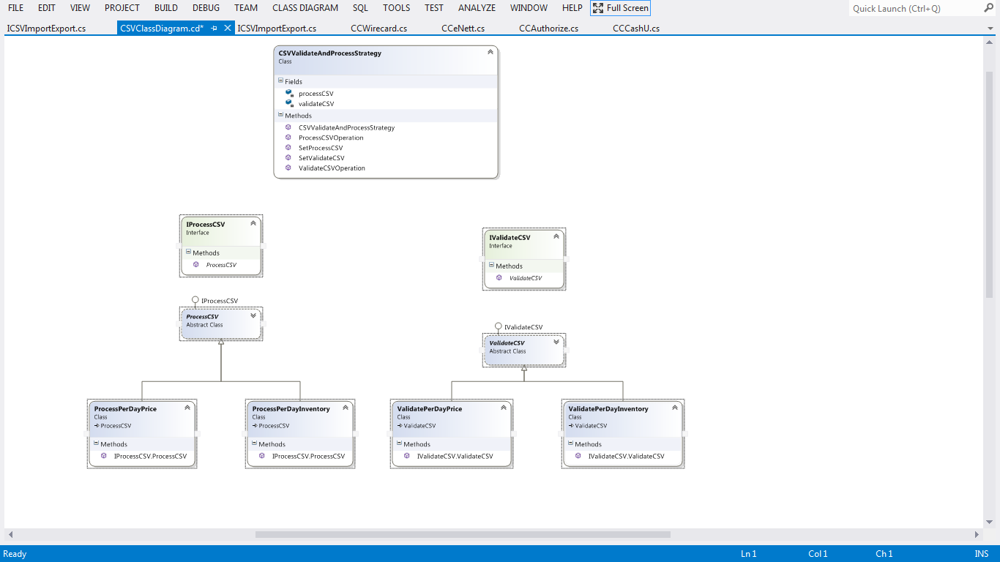 FILE EDIT VIEW PROJECT BUILD DEBUG TEAM CLASS DIAGRAM SQL TOOLS TEST ANALYZE WINDOW HELP Full Screen Quick Launch (Ctrl+Q)
ICSVImportExport.cs CSVClassDiagram.cd* ICSVImportExport.cs CCWirecard.cs CCeNett.cs CCAuthorize.cs CCCashU.cs
CSVValidateAndProcessStrategy
Class
Fields
processCSV
validateCSV
Methods
CSVValidateAndProcessStrategy
ProcessCSVOperation
SetProcessCSV
SetValidateCSV
ValidateCSVOperation
IProcessCSV
Interface
Methods
ProcessCSV
IValidateCSV
Interface
Methods
ValidateCSV
IProcessCSV
ProcessCSV
Abstract Class
IValidateCSV
ValidateCSV
Abstract Class
ProcessPerDayPrice
Class
ProcessCSV
Methods
IProcessCSV.ProcessCSV
ProcessPerDayInventory
Class
ProcessCSV
Methods
IProcessCSV.ProcessCSV
ValidatePerDayPrice
Class
ValidateCSV
Methods
IValidateCSV.ValidateCSV
ValidatePerDayInventory
Class
ValidateCSV
Methods
IValidateCSV.ValidateCSV
Ready Ln 1 Col 1 Ch 1 INS